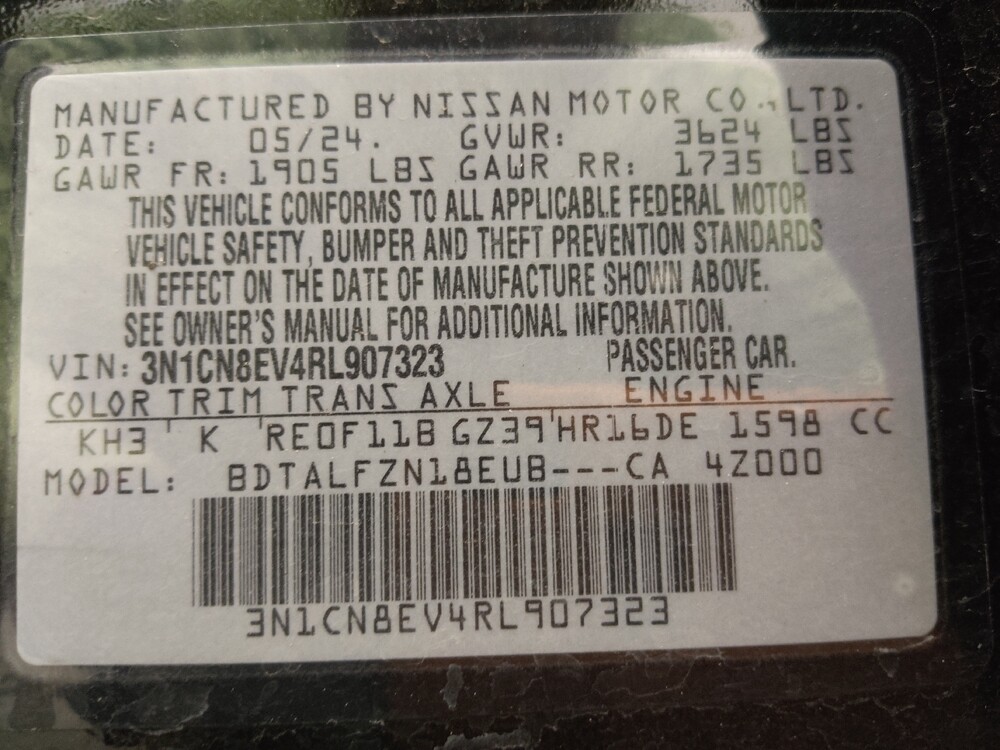 MANUFACTURED BY NISSAN MOTOR CO., LTD.
DATE: 05/24. GVWR: 3624 LBS
GAWR FR: 1905 LBS GAWR RR: 1735 LBS
THIS VEHICLE CONFORMS TO ALL APPLICABLE FEDERAL MOTOR
VEHICLE SAFETY, BUMPER AND THEFT PREVENTION STANDARDS
IN EFFECT ON THE DATE OF MANUFACTURE SHOWN ABOVE.
SEE OWNER'S MANUAL FOR ADDITIONAL INFORMATION.
VIN: 3N1CN8EV4RL907323 PASSENGER CAR.
COLOR TRIM TRANS AXLE ENGINE
KH3 ' K ' RE0F11B GZ39 ' HR16DE 1598 CC
MODEL: BDTALFZN18EUB---CA 4Z000
3N1CN8EV4RL907323